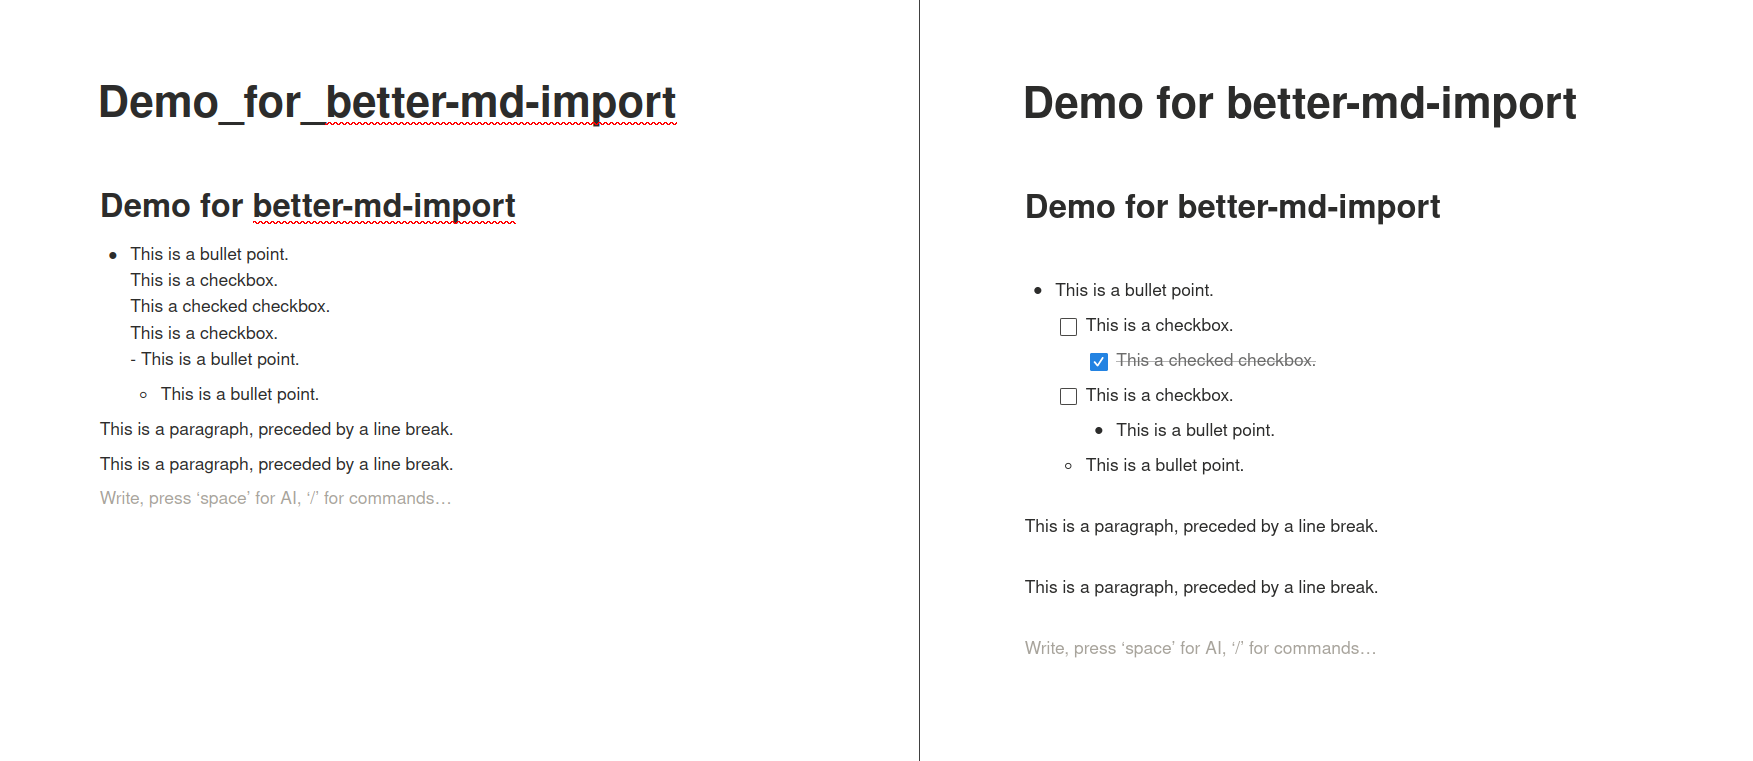 Demo_for_better-md-import
Demo for better-md-import
● This is a bullet point.
This is a checkbox.
This a checked checkbox.
This is a checkbox.
- This is a bullet point.
○ This is a bullet point.
This is a paragraph, preceded by a line break.
This is a paragraph, preceded by a line break.
Write, press ‘space’ for AI, ‘/’ for commands…
Demo for better-md-import
Demo for better-md-import
● This is a bullet point.
This is a checkbox.
This a checked checkbox.
This is a checkbox.
● This is a bullet point.
○ This is a bullet point.
This is a paragraph, preceded by a line break.
This is a paragraph, preceded by a line break.
Write, press ‘space’ for AI, ‘/’ for commands…